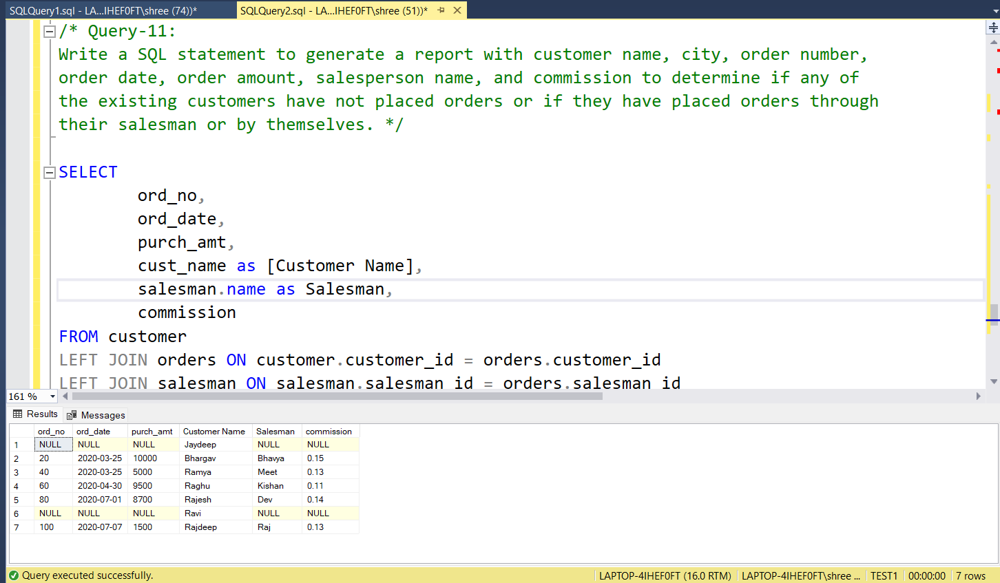 SQLQuery1.sql - LA...IHEF0FT\shree (74))* SQLQuery2.sql - LA...IHEF0FT\shree (51))*
/* Query-11:
Write a SQL statement to generate a report with customer name, city, order number,
order date, order amount, salesperson name, and commission to determine if any of
the existing customers have not placed orders or if they have placed orders through
their salesman or by themselves. */
SELECT
ord_no,
ord_date,
purch_amt,
cust_name as [Customer Name],
salesman.name as Salesman,
commission
FROM customer
LEFT JOIN orders ON customer.customer_id = orders.customer_id
LEFT JOIN salesman ON salesman.salesman_id = orders.salesman_id
161 %
Results Messages
ord_no ord_date purch_amt Customer Name Salesman commission
1 NULL NULL NULL Jaydeep NULL NULL
2 20 2020-03-25 10000 Bhargav Bhavya 0.15
3 40 2020-03-25 5000 Ramya Meet 0.13
4 60 2020-04-30 9500 Raghu Kishan 0.11
5 80 2020-07-01 8700 Rajesh Dev 0.14
6 NULL NULL NULL Ravi NULL NULL
7 100 2020-07-07 1500 Rajdeep Raj 0.13
Query executed successfully. LAPTOP-4IHEF0FT (16.0 RTM) LAPTOP-4IHEF0FT\shree ... TEST1 00:00:00 7 rows